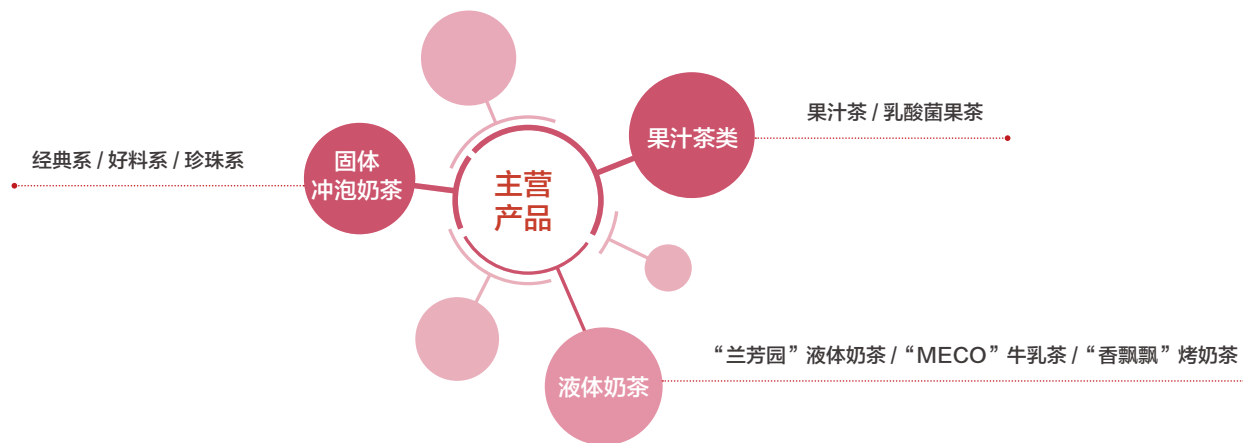 果汁茶 / 乳酸菌果茶
果汁茶类
经典系 / 好料系 / 珍珠系
固体
冲泡奶茶
主营
产品
“兰芳园”液体奶茶 / “MECO”牛乳茶 / “香飘飘”烤奶茶
液体奶茶